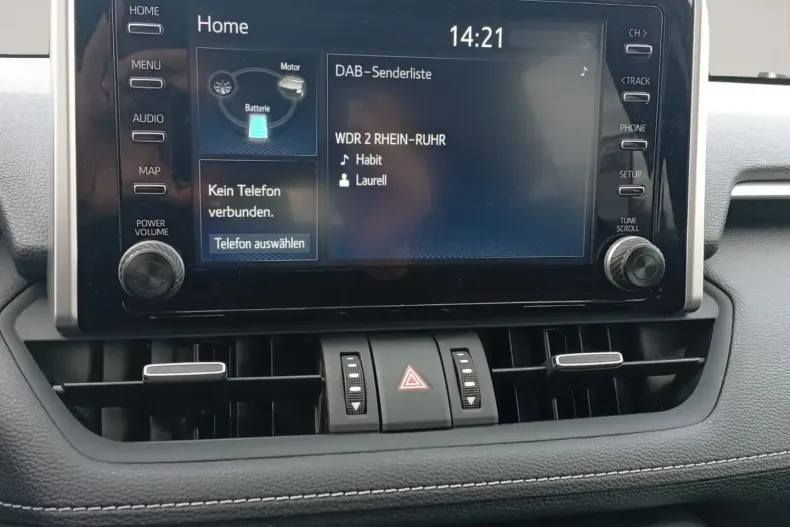 HOME
MENU
AUDIO
MAP
POWER
VOLUME
Home
14:21
Motor
Batterie
Kein Telefon
verbunden.
Telefon auswählen
DAB-Senderliste
WDR 2 RHEIN-RUHR
Habit
Laurell
CH >
< TRACK
PHONE
SETUP
TUNE
SCROLL